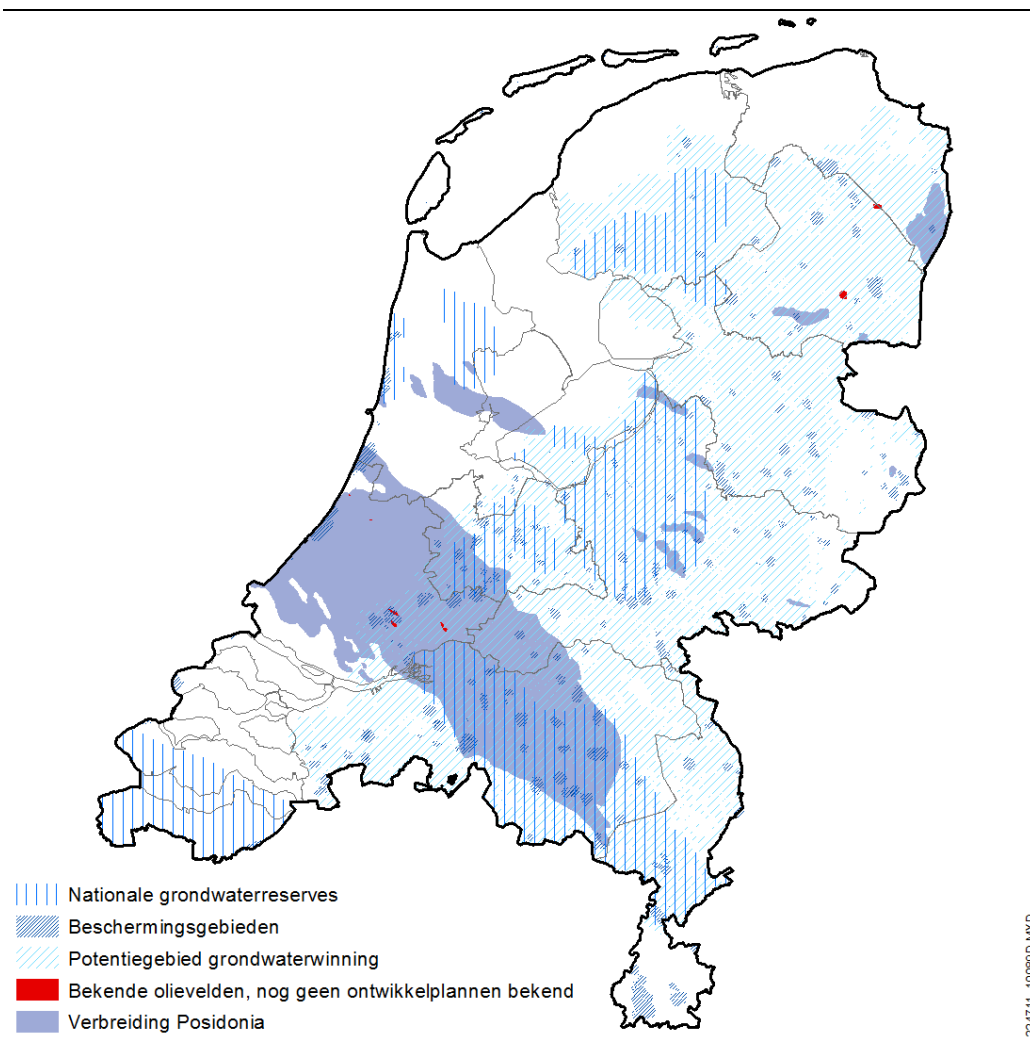 Nationale grondwaterreserves
Beschermingsgebieden
Potentiegebied grondwaterwinning
Bekende olievelden, nog geen ontwikkelplannen bekend
Verbreiding Posidonia